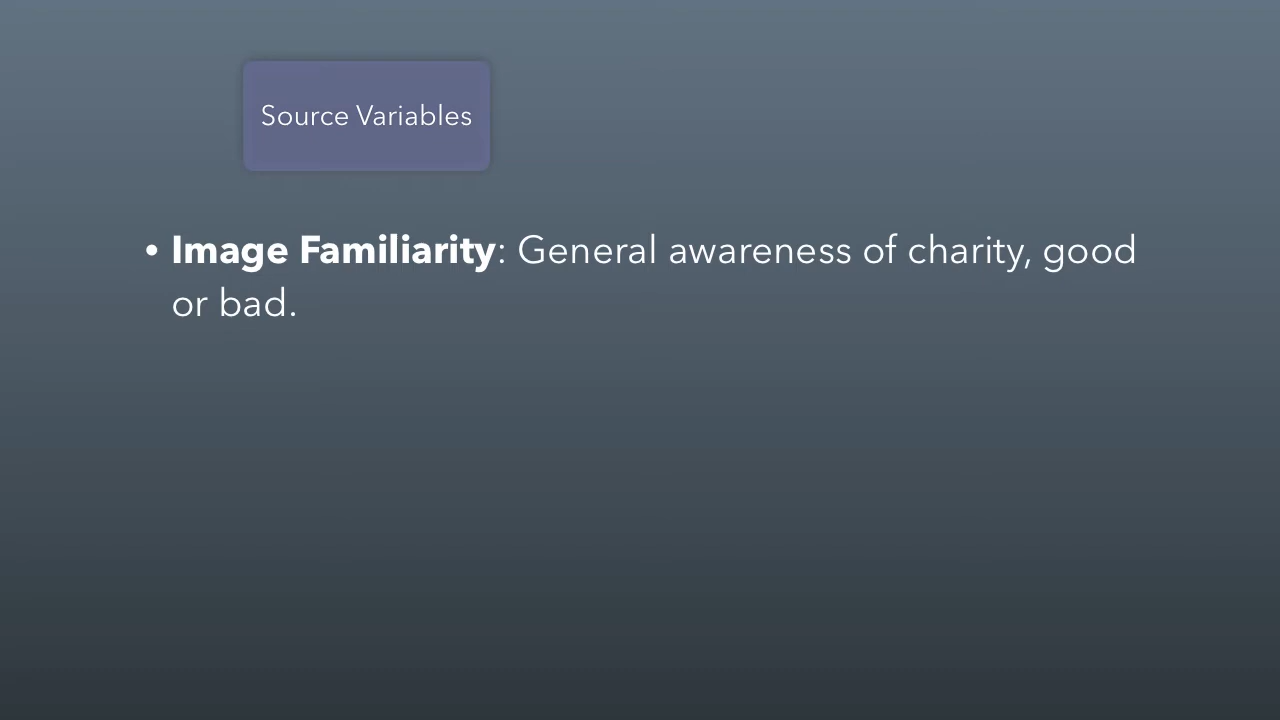 Source Variables
• Image Familiarity: General awareness of charity, good
or bad.